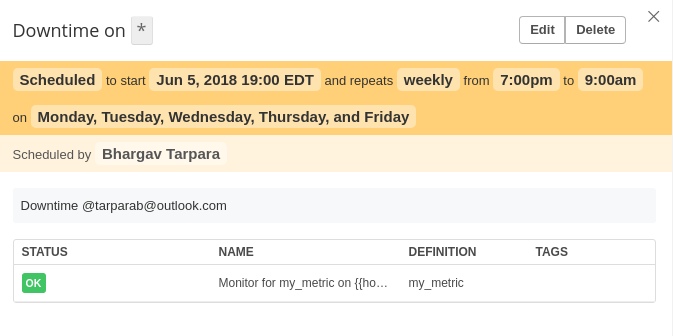 Downtime on * Edit Delete
Scheduled to start Jun 5, 2018 19:00 EDT and repeats weekly from 7:00pm to 9:00am
on Monday, Tuesday, Wednesday, Thursday, and Friday
Scheduled by Bhargav Tarpara
Downtime @tarparab@outlook.com
STATUS NAME DEFINITION TAGS
OK Monitor for my_metric on {{ho… my_metric